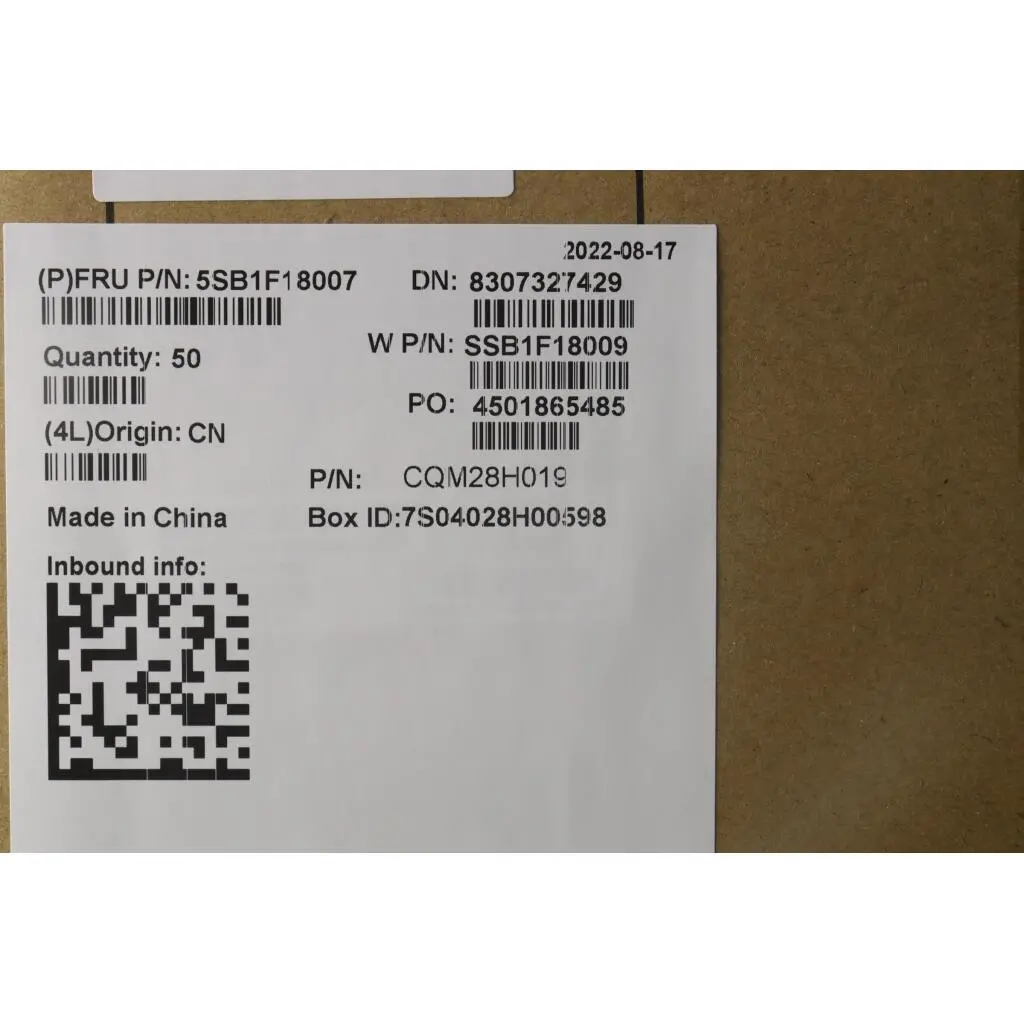 2022-08-17
(P)FRU P/N: 5SB1F18007 DN: 8307327429
W P/N: SSB1F18009
Quantity: 50
PO: 4501865485
(4L)Origin: CN
P/N: CQM28H019
Made in China Box ID:7S04028H00598
Inbound info: